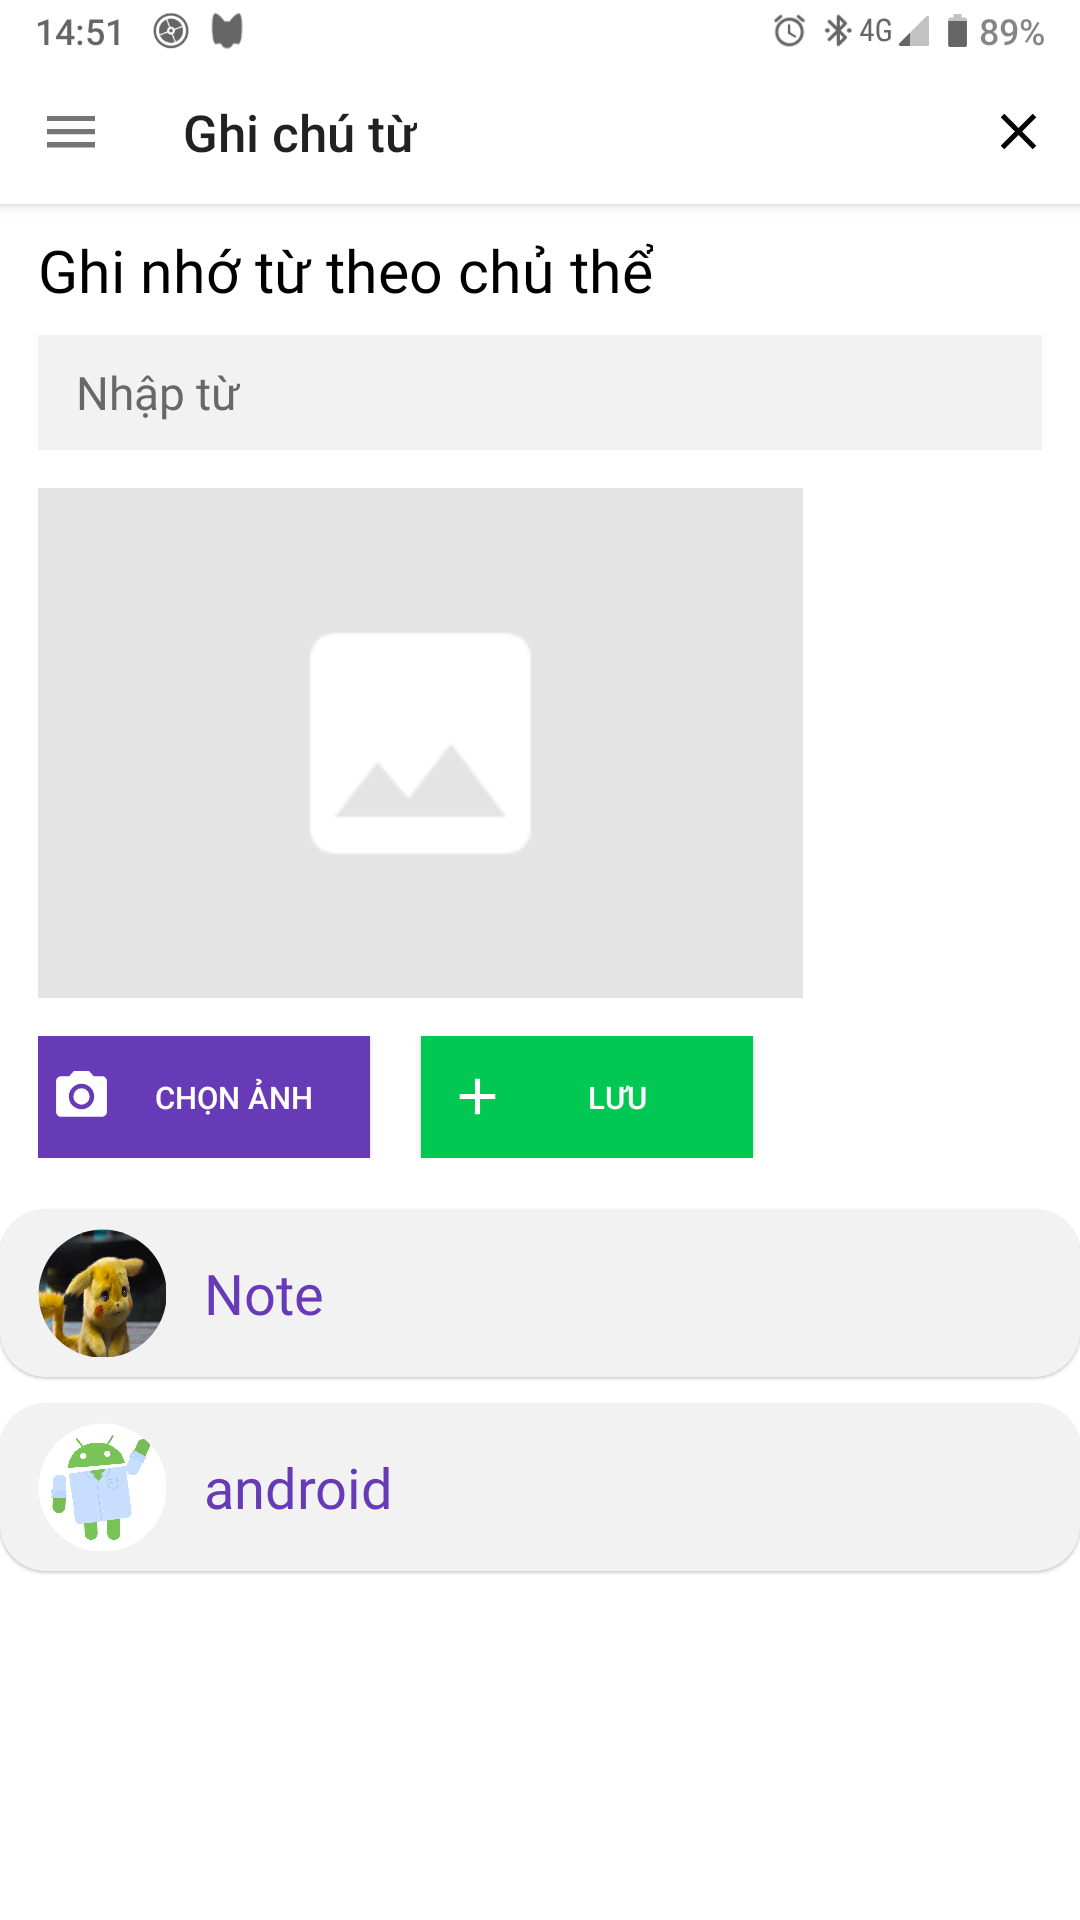 14:51 4G 89%
Ghi chú từ
Ghi nhớ từ theo chủ thể
Nhập từ
CHỌN ẢNH LƯU
Note
android